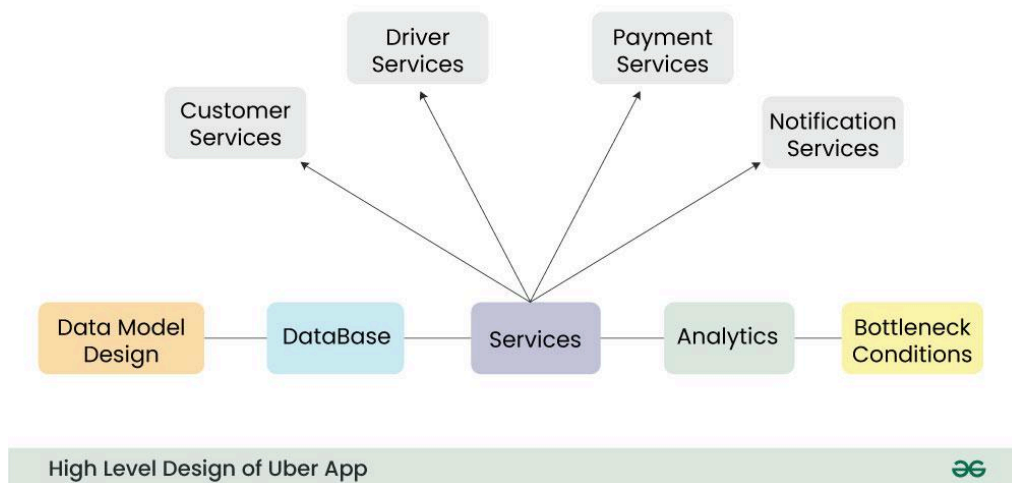 Driver
Services
Payment
Services
Customer
Services
Notification
Services
Data Model
Design
DataBase
Services
Analytics
Bottleneck
Conditions
High Level Design of Uber App